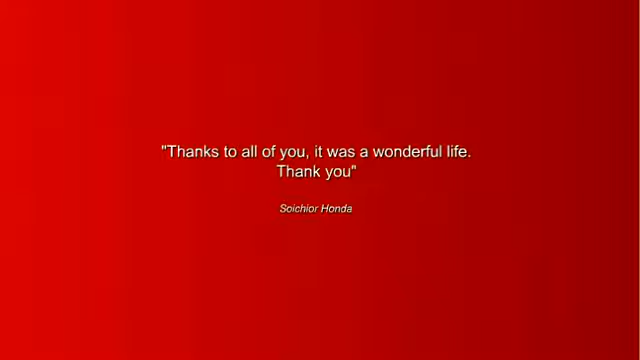 "Thanks to all of you, it was a wonderful life.
Thank you"
Soichior Honda